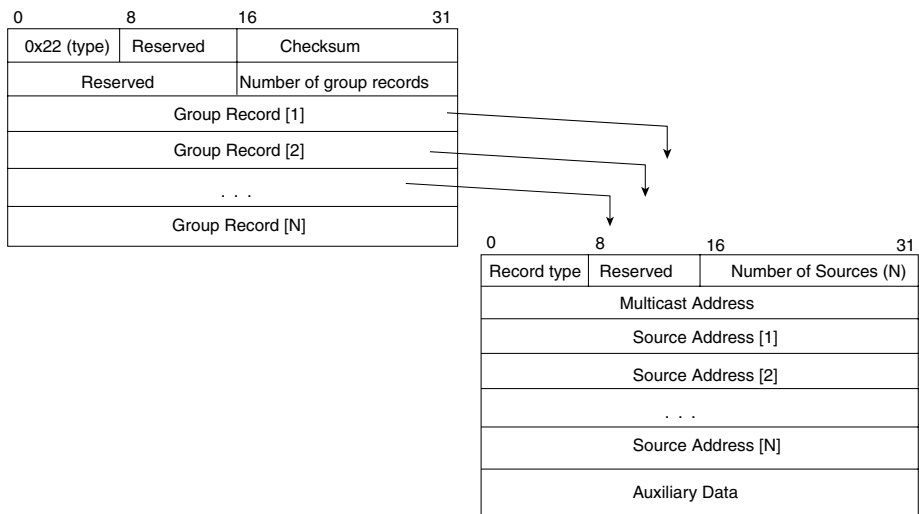 0 8 16 31
0x22 (type) Reserved Checksum
Reserved Number of group records
Group Record [1]
Group Record [2]
. . .
Group Record [N]
0 8 16 31
Record type Reserved Number of Sources (N)
Multicast Address
Source Address [1]
Source Address [2]
. . .
Source Address [N]
Auxiliary Data